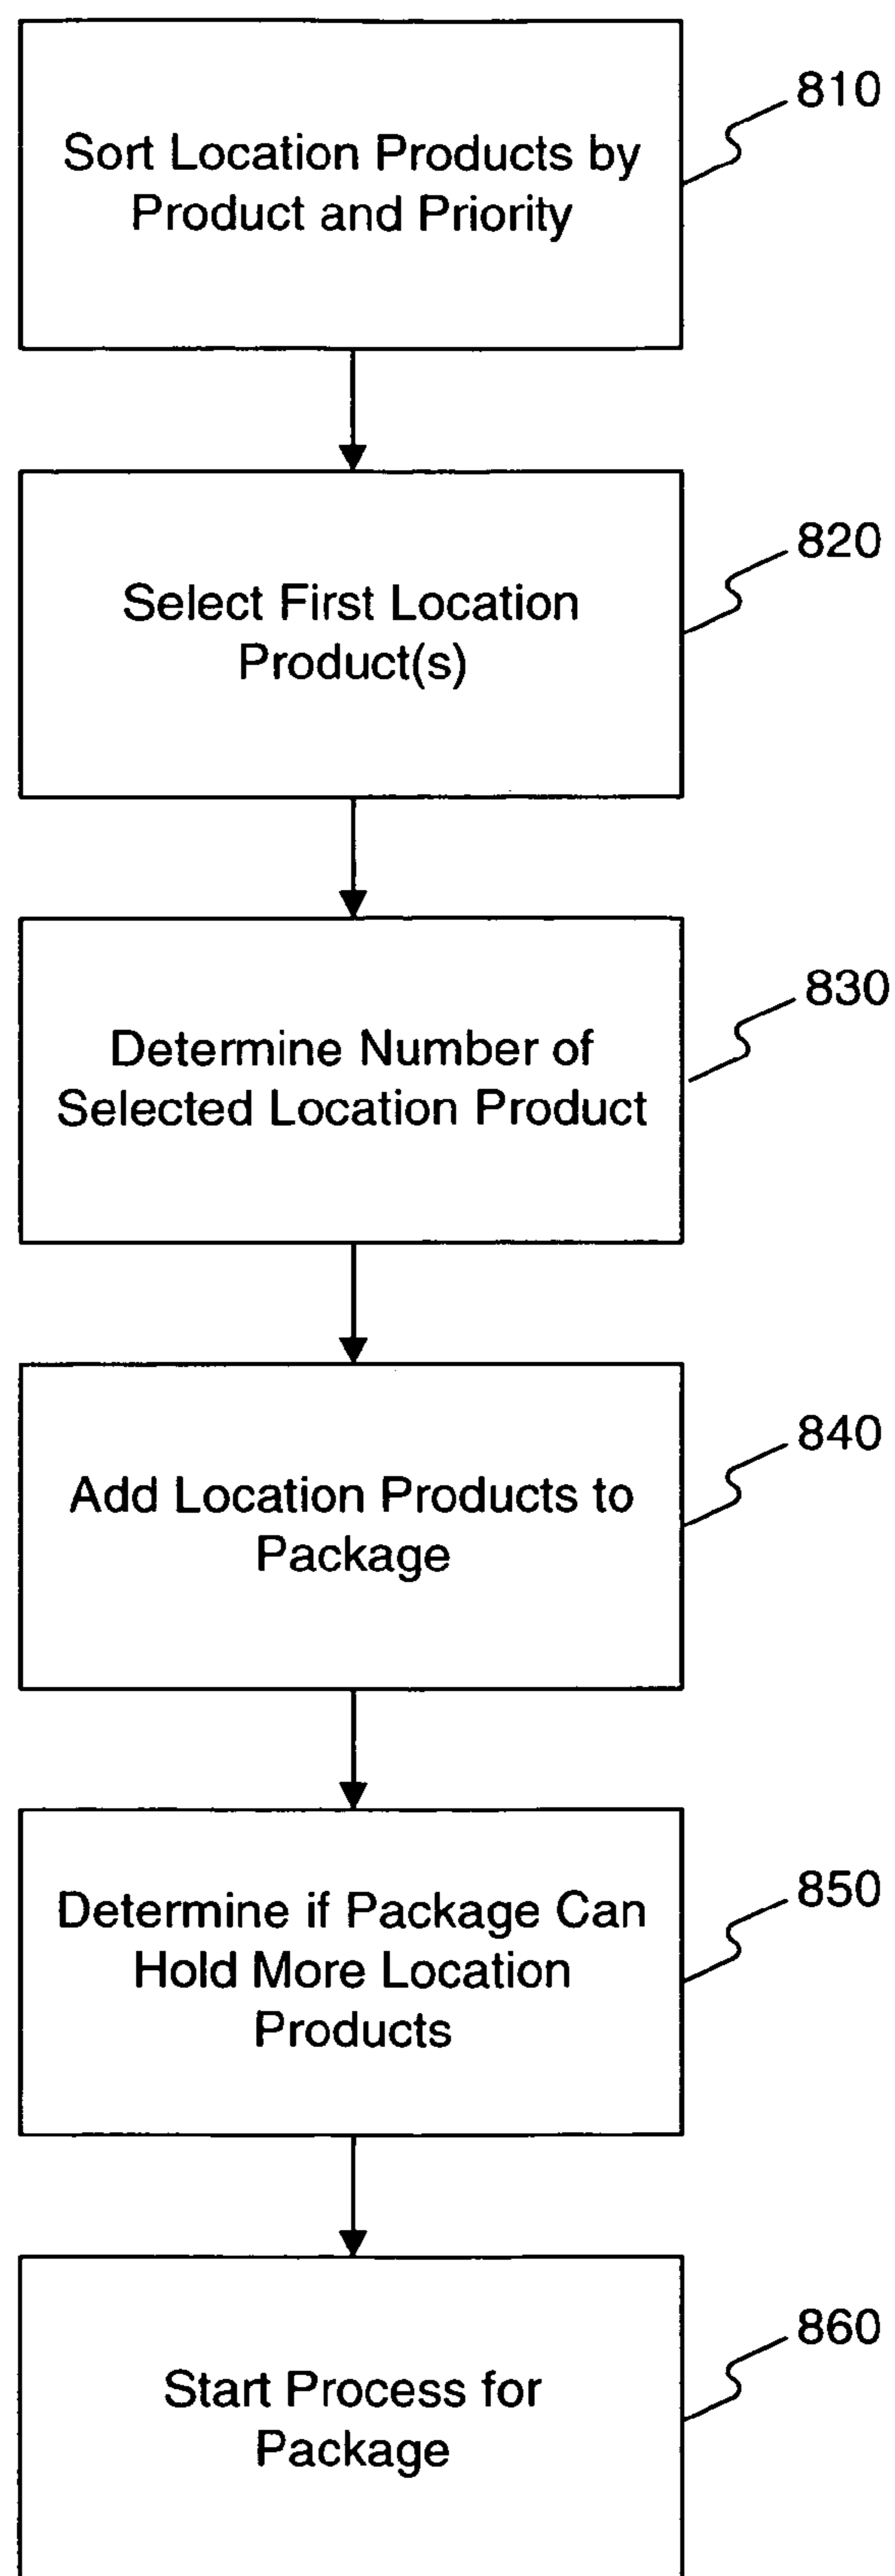 810
Sort Location Products by
Product and Priority
820
Select First Location
Product(s)
830
Determine Number of
Selected Location Product
840
Add Location Products to
Package
850
Determine if Package Can
Hold More Location
Products
860
Start Process for
Package